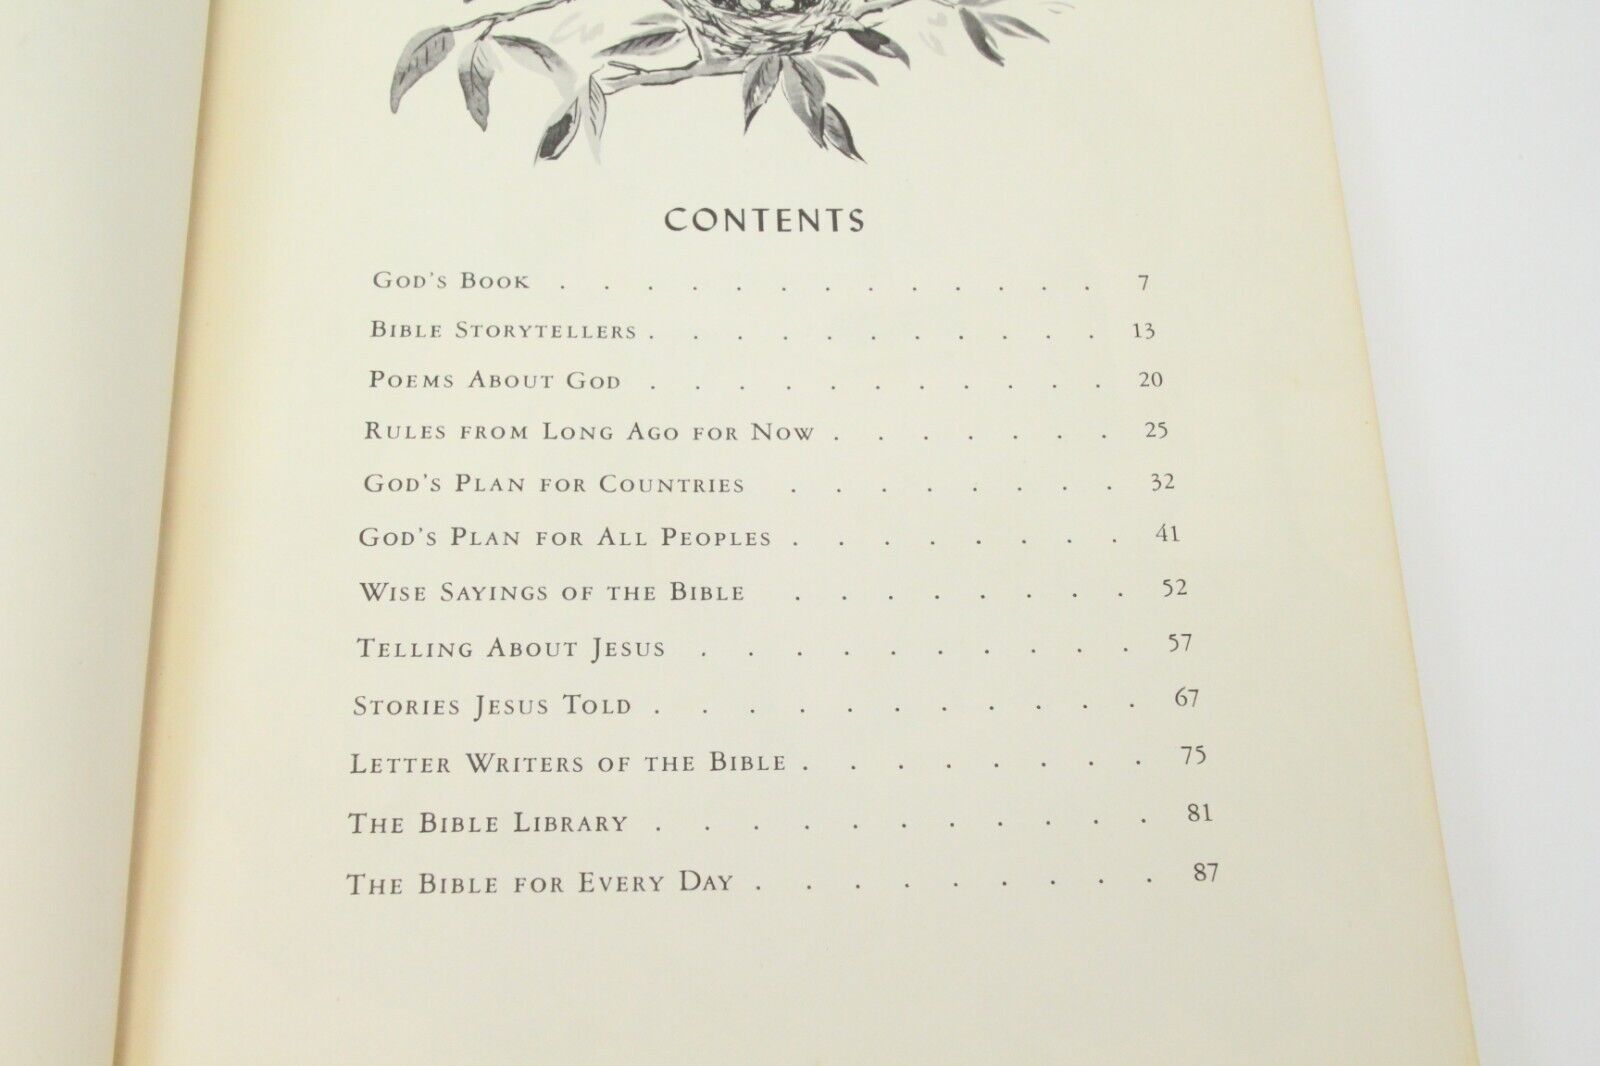 CONTENTS
GOD'S BOOK . . . . . . . . . . . . . 7
BIBLE STORYTELLERS . . . . . . . . . . . 13
POEMS ABOUT GOD . . . . . . . . . . 20
RULES FROM LONG AGO FOR NOW . . . . . . . 25
GOD'S PLAN FOR COUNTRIES . . . . . . . . 32
GOD'S PLAN FOR ALL PEOPLES . . . . . . . . 41
WISE SAYINGS OF THE BIBLE . . . . . . . . 52
TELLING ABOUT JESUS . . . . . . . . . . 57
STORIES JESUS TOLD . . . . . . . . . . . 67
LETTER WRITERS OF THE BIBLE . . . . . . . . 75
THE BIBLE LIBRARY . . . . . . . . . . . 81
THE BIBLE FOR EVERY DAY . . . . . . . . . 87